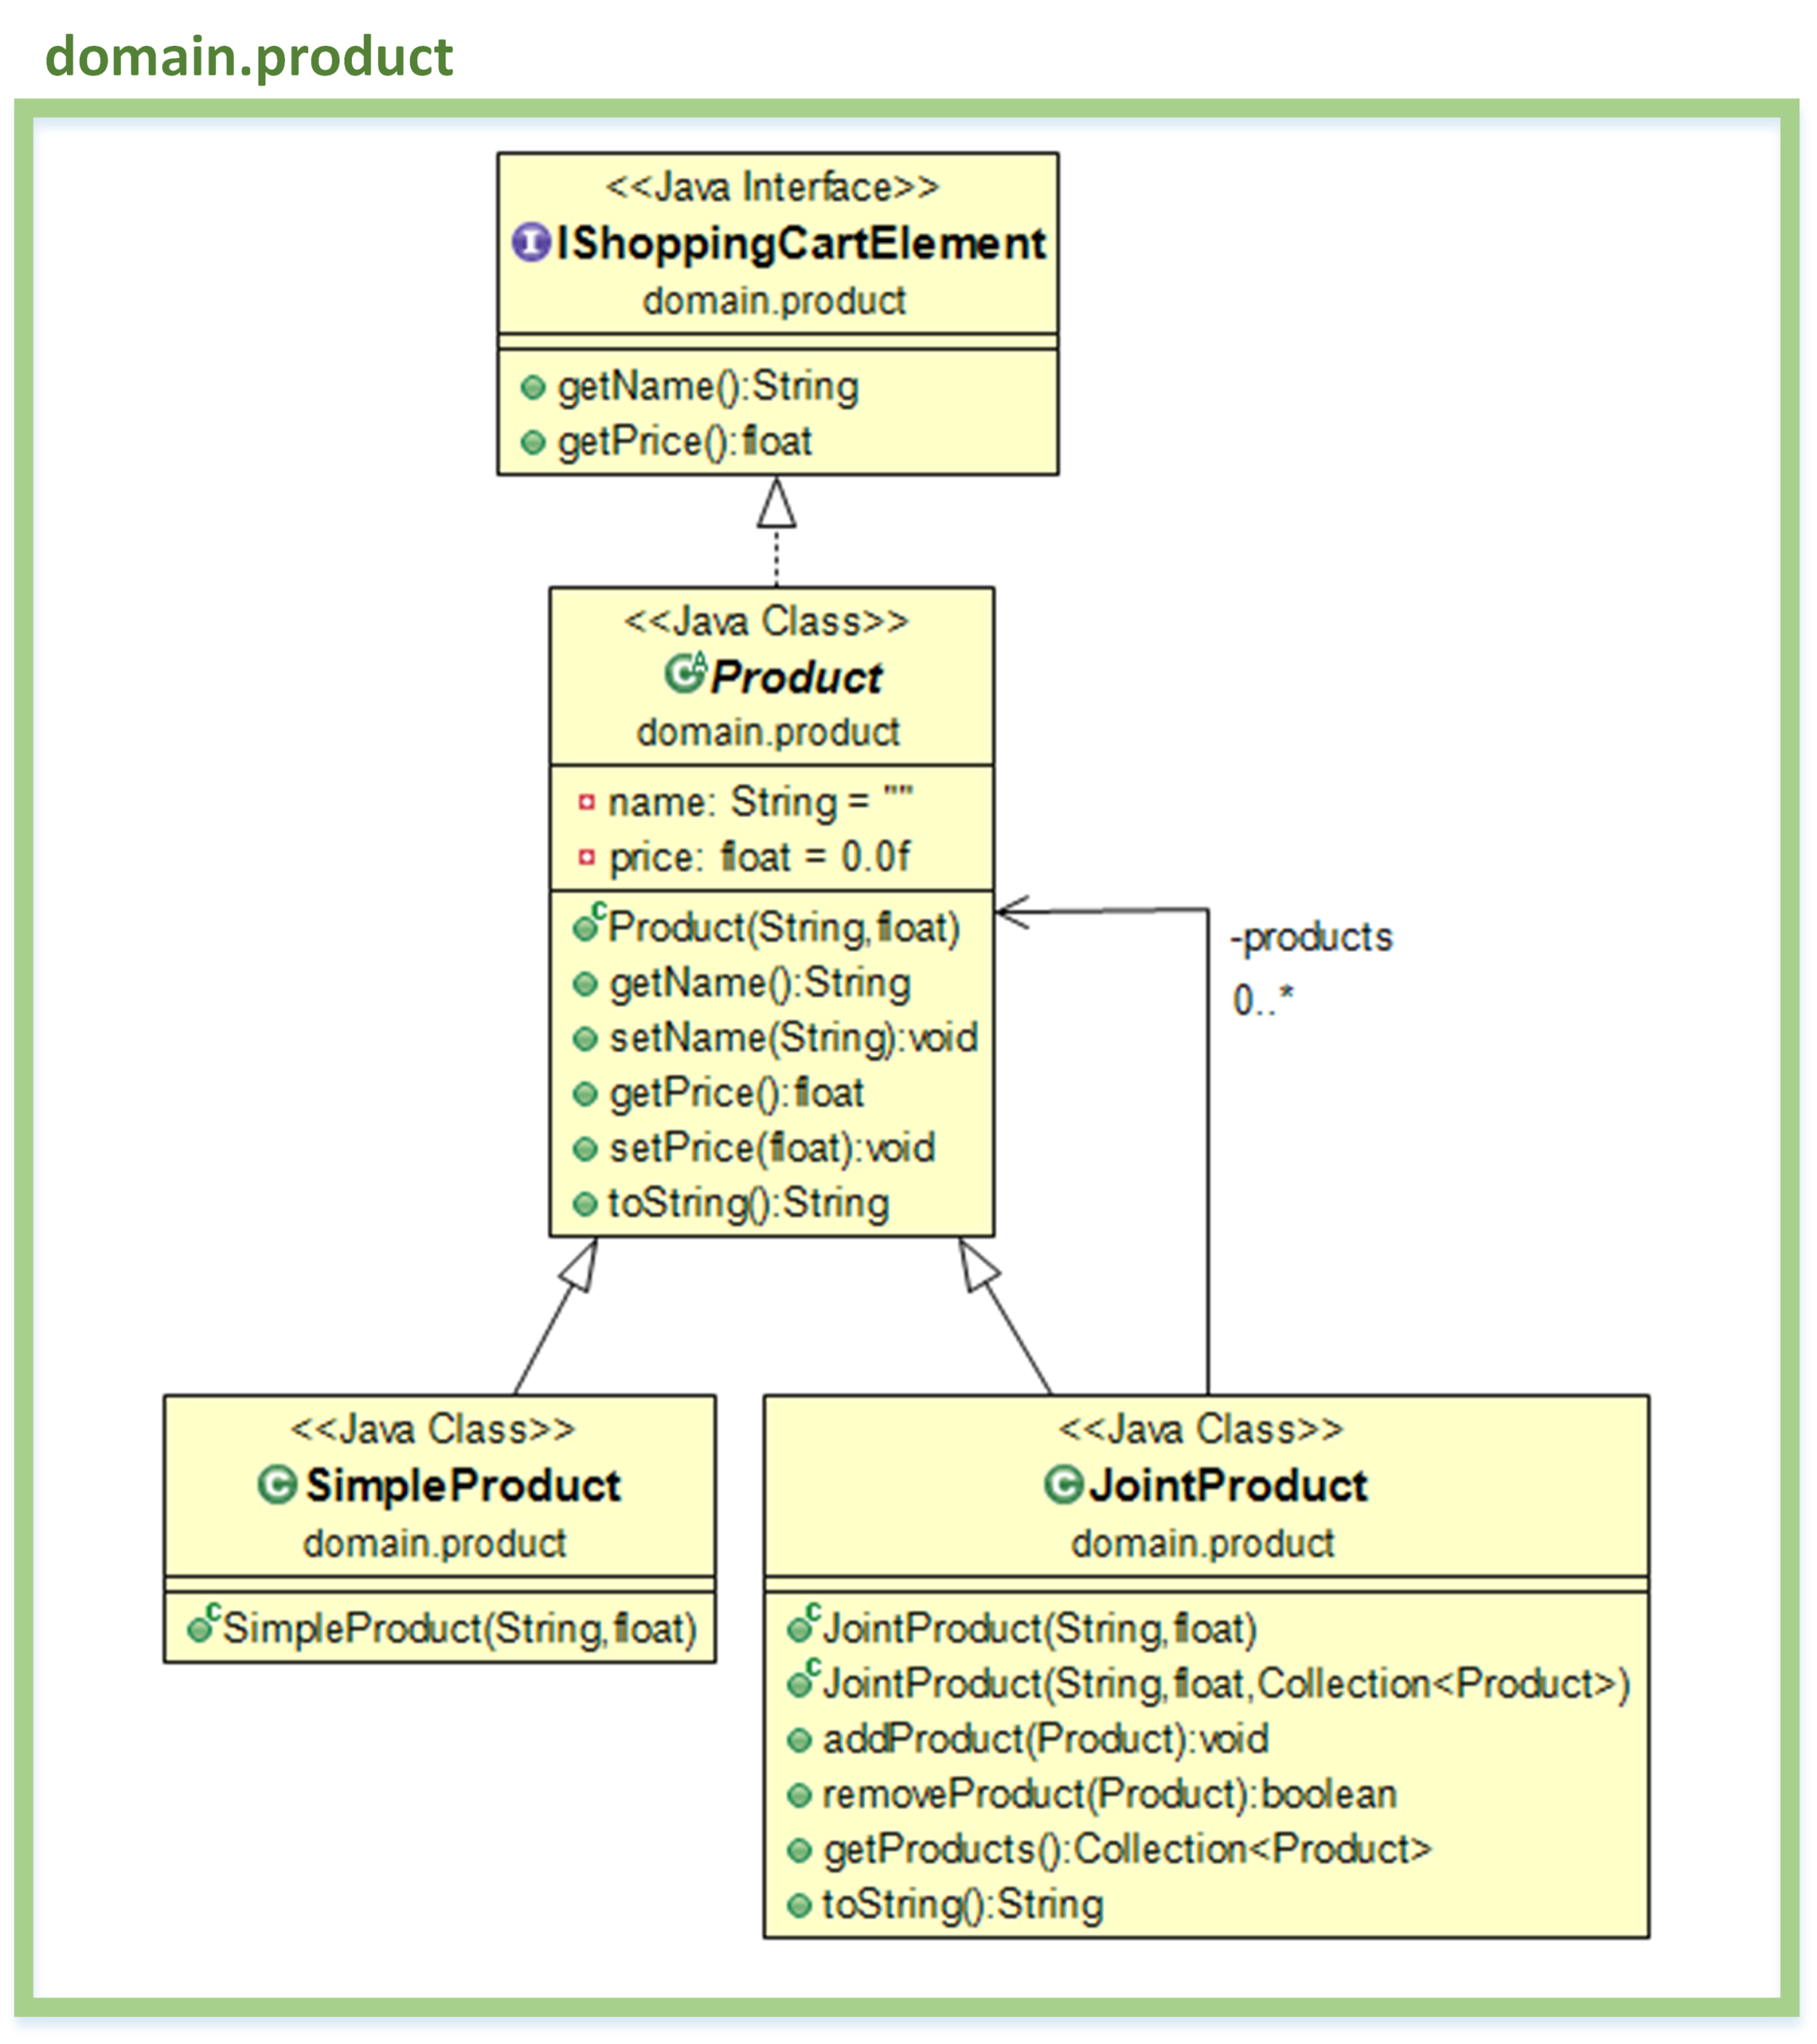 domain.product
<<Java Interface>>
IShoppingCartElement
domain.product
getName():String
getPrice():float
<<Java Class>>
Product
domain.product
name: String = ""
price: float = 0.0f
Product(String,float)
getName():String
setName(String):void
getPrice():float
setPrice(float):void
toString():String
-products
0..*
<<Java Class>>
SimpleProduct
domain.product
SimpleProduct(String,float)
<<Java Class>>
JointProduct
domain.product
JointProduct(String,float)
JointProduct(String,float,Collection<Product>)
addProduct(Product):void
removeProduct(Product):boolean
getProducts():Collection<Product>
toString():String